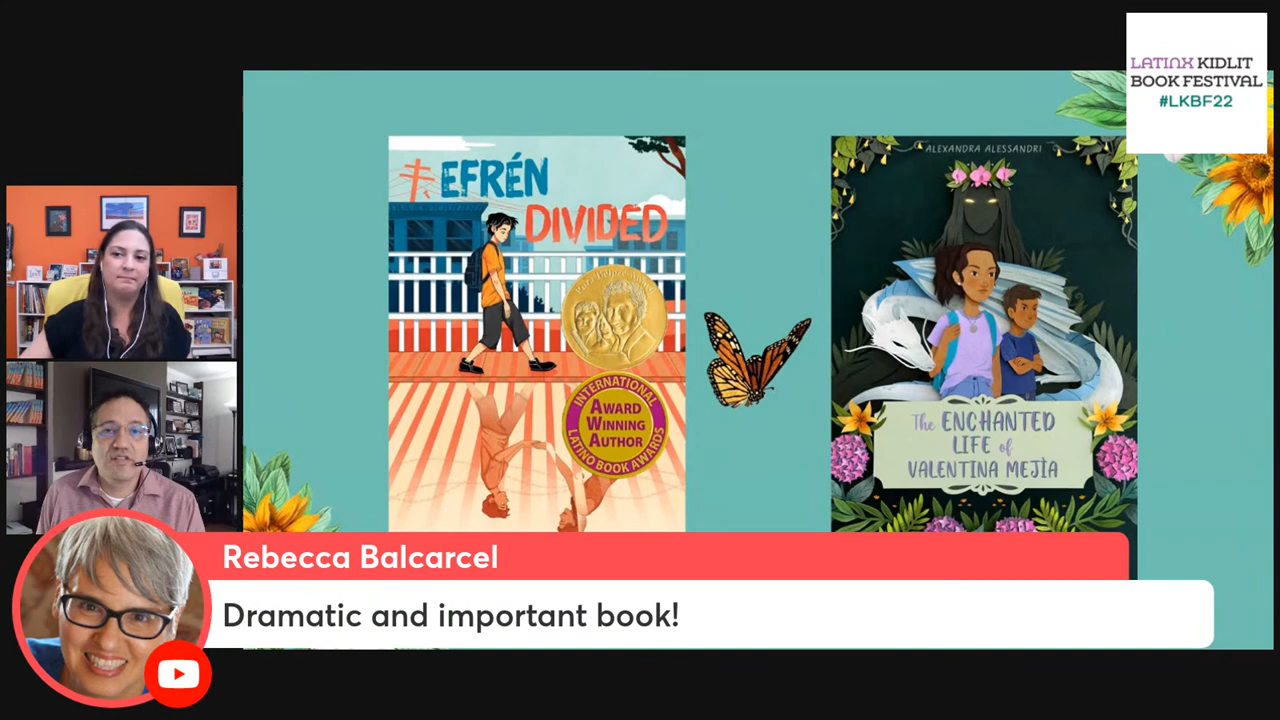 LATINX KIDLIT
BOOK FESTIVAL
#LKBF22
EFRÉN
DIVIDED
INTERNATIONAL
AWARD
WINNING
AUTHOR
LATINO BOOK AWARDS
ALEXANDRA ALESSANDRI
The ENCHANTED
LIFE of
VALENTINA MEJÌA
Rebecca Balcarcel
Dramatic and important book!